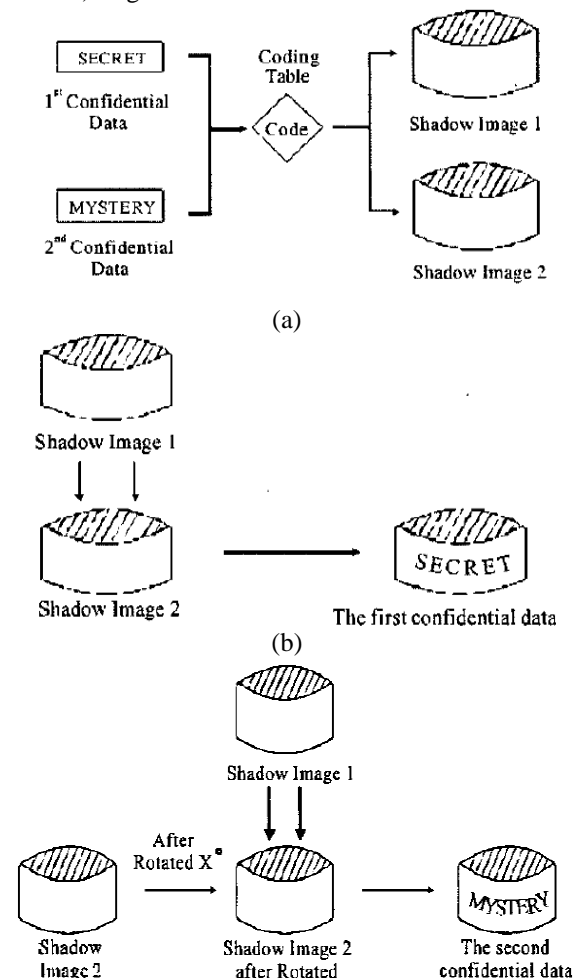 SECRET
1st Confidential
Data
MYSTERY
2nd Confidential
Data
Coding
Table
Code
Shadow Image 1
Shadow Image 2
(a)
Shadow Image 1
Shadow Image 2
SECRET
The first confidential data
(b)
Shadow Image 1
After
Rotated X°
Shadow
Image 2
Shadow Image 2
after Rotated
MYSTERY
The second
confidential data